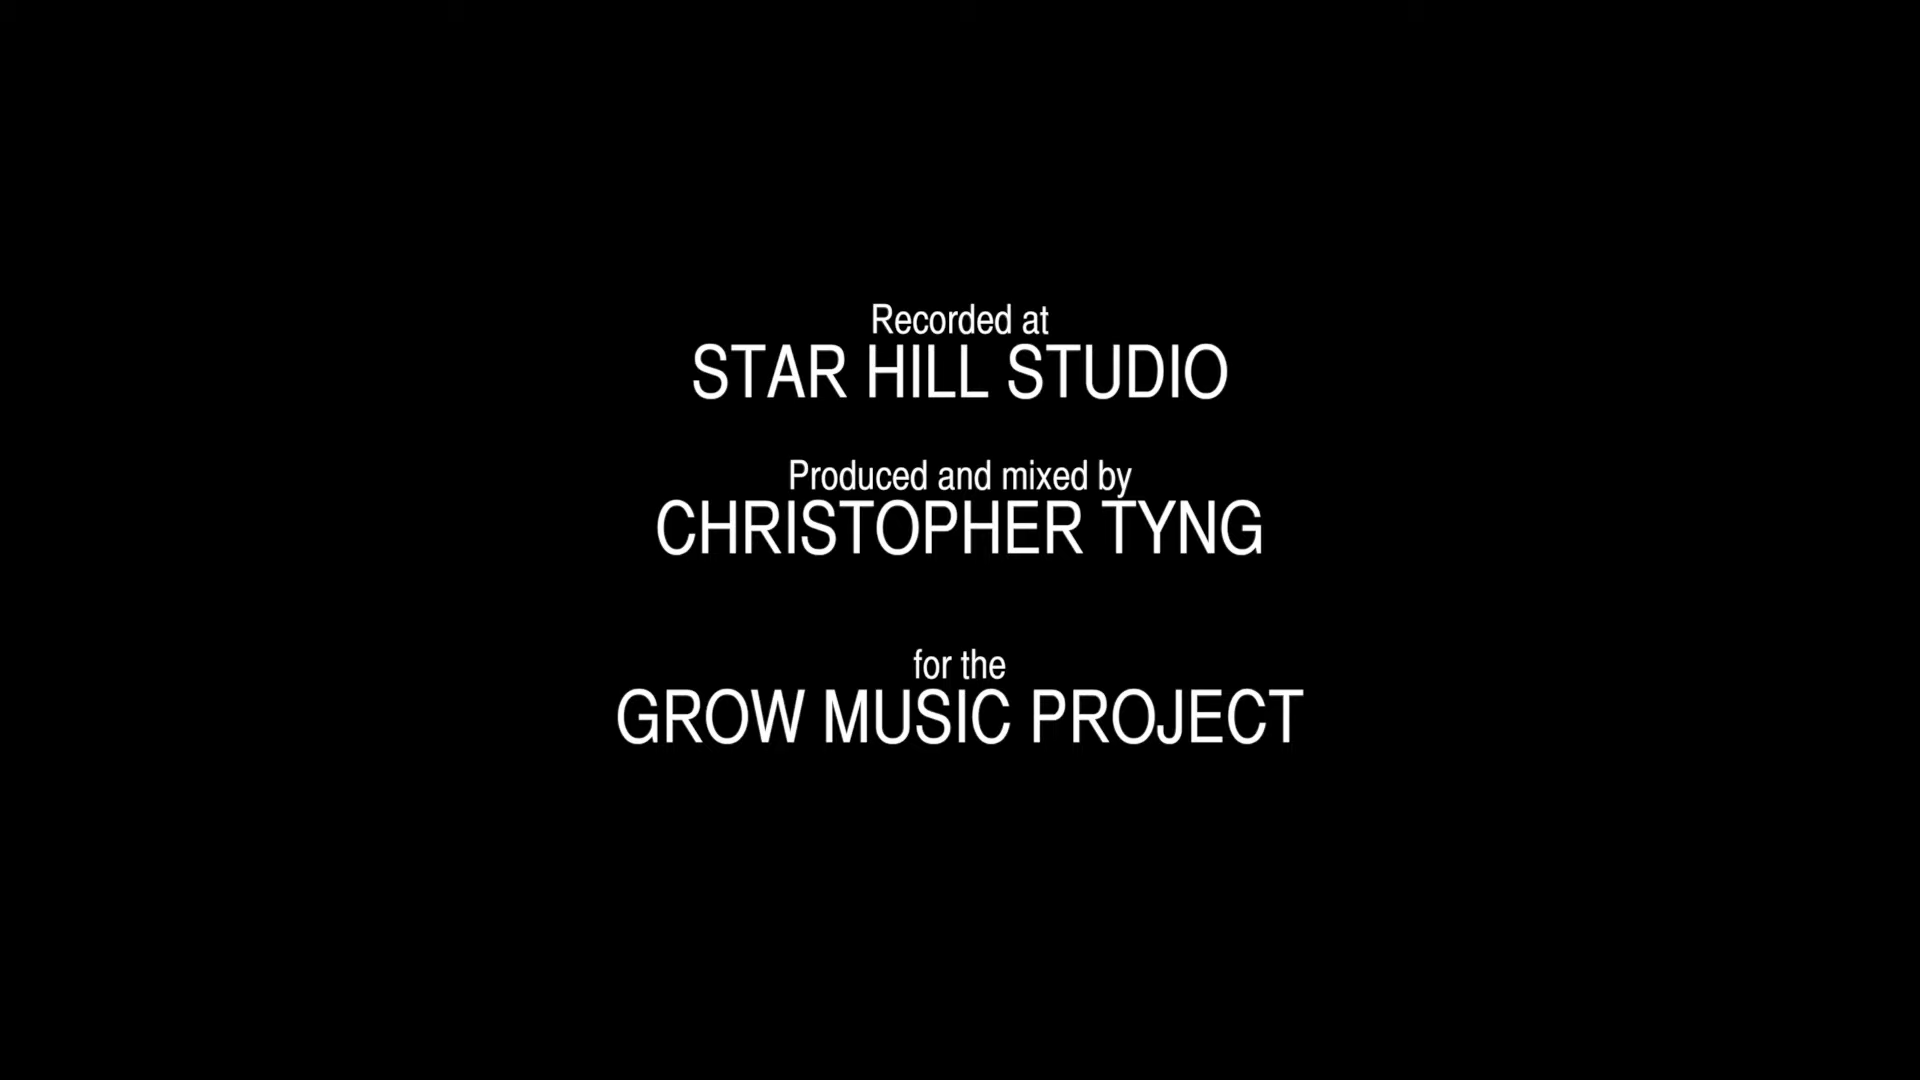 Recorded at
STAR HILL STUDIO
Produced and mixed by
CHRISTOPHER TYNG
for the
GROW MUSIC PROJECT